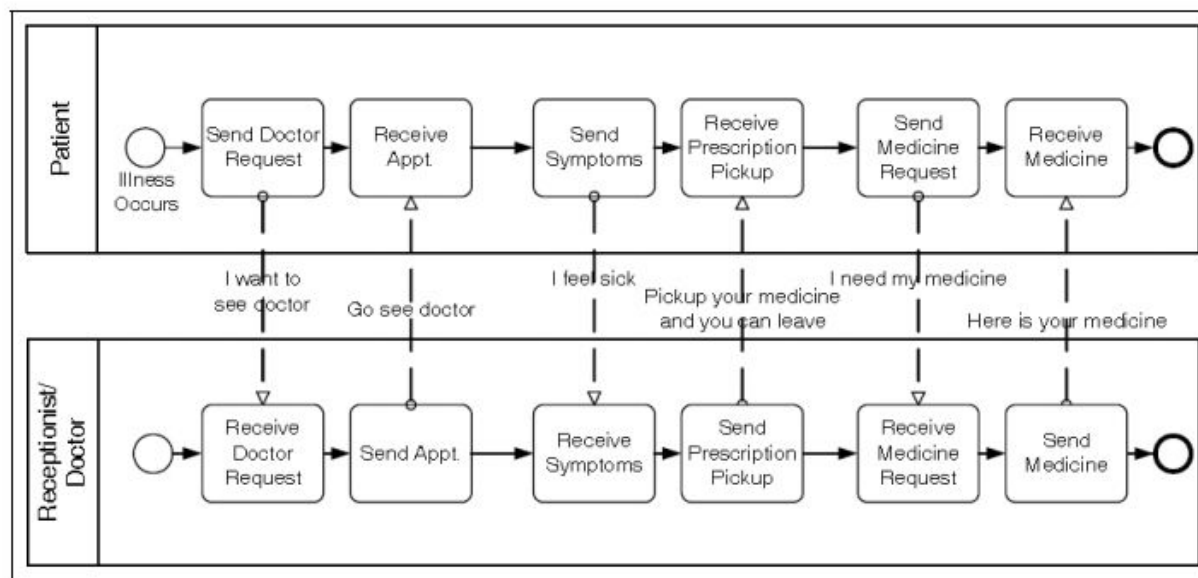 Patient
Illness
Occurs
Send Doctor
Request
Receive
Appt.
Send
Symptoms
Receive
Prescription
Pickup
Send
Medicine
Request
Receive
Medicine
I want to
see doctor
Go see doctor
I feel sick
Pickup your medicine
and you can leave
I need my medicine
Here is your medicine
Receptionist/
Doctor
Receive
Doctor
Request
Send Appt.
Receive
Symptoms
Send
Prescription
Pickup
Receive
Medicine
Request
Send
Medicine